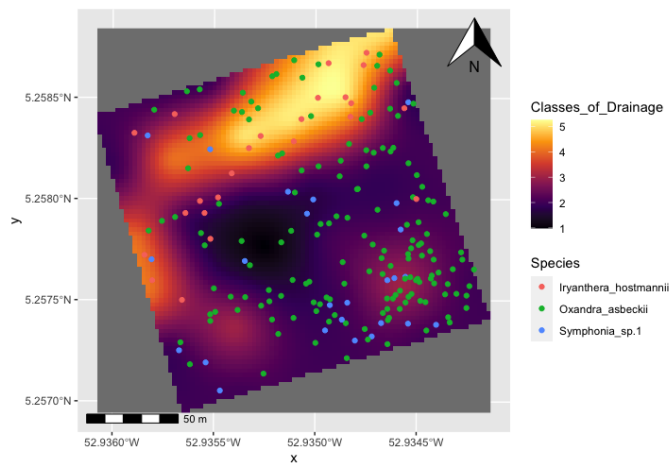 N
5.2585°N
5.2580°N
5.2575°N
5.2570°N
y
50 m
52.9360°W
52.9355°W
52.9350°W
52.9345°W
x
Classes_of_Drainage
5
4
3
2
1
Species
Iryanthera_hostmannii
Oxandra_asbeckii
Symphonia_sp.1